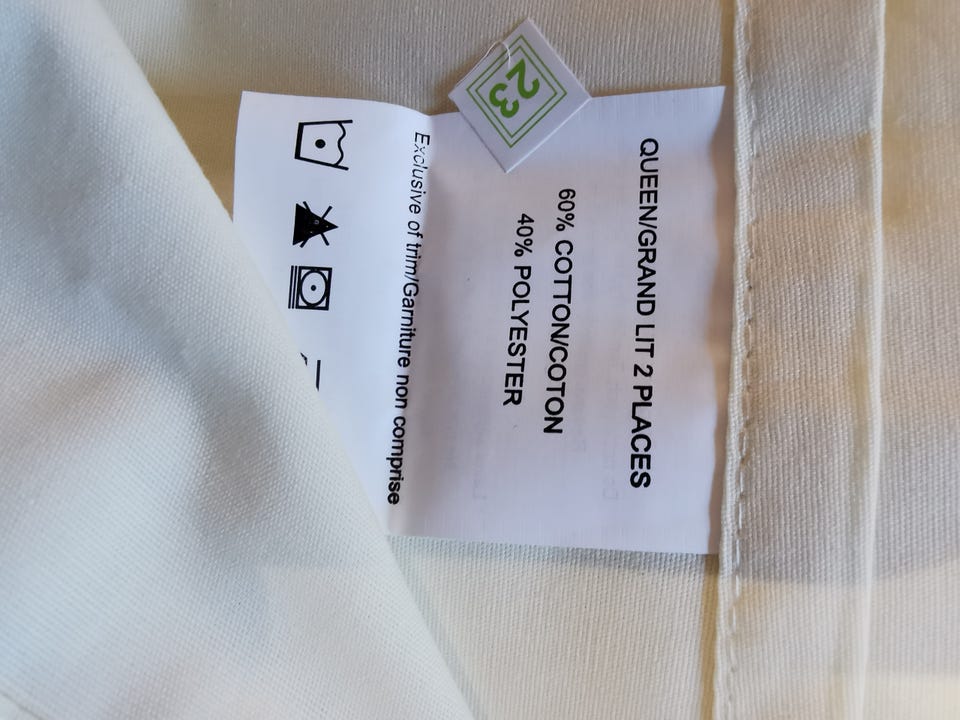 23
QUEEN/GRAND LIT 2 PLACES
60% COTTON/COTON
40% POLYESTER
Exclusive of trim/Garniture non comprise